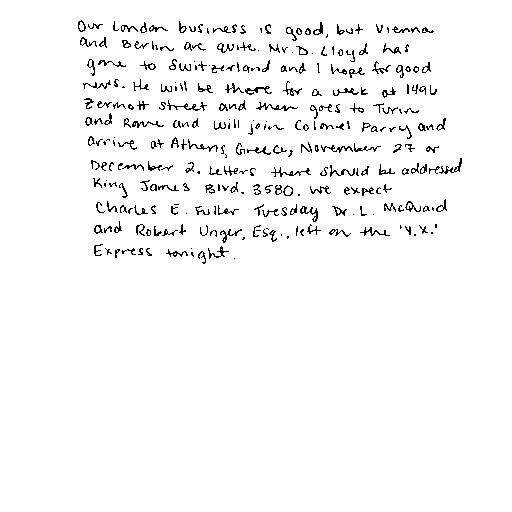 Our London business is good, but Vienna
and Berlin are quite. Mr. D. Lloyd has
gone to Switzerland and I hope for good
news. He will be there for a week at 1496
Zermott Street and then goes to Turin
and Rome and will join Colonel Parry and
arrive at Athens, Greece, November 27 or
December 2. Letters there should be addressed
King James Blvd. 3580. We expect
Charles E. Fuller Tuesday Dr. L. McQuaid
and Robert Unger, Esq., left on the 'Y.X.'
Express tonight.